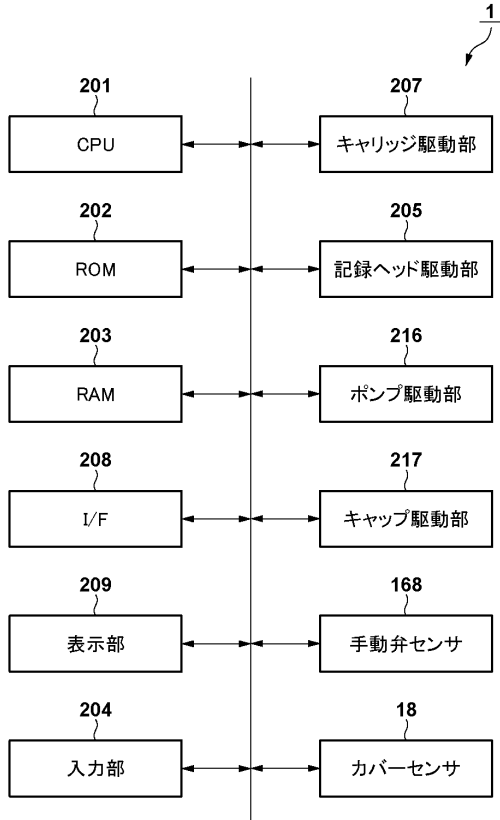 1
201
CPU
207
キャリッジ駆動部
202
ROM
205
記録ヘッド駆動部
203
RAM
216
ポンプ駆動部
208
I/F
217
キャップ駆動部
209
表示部
168
手動弁センサ
204
入力部
18
カバーセンサ